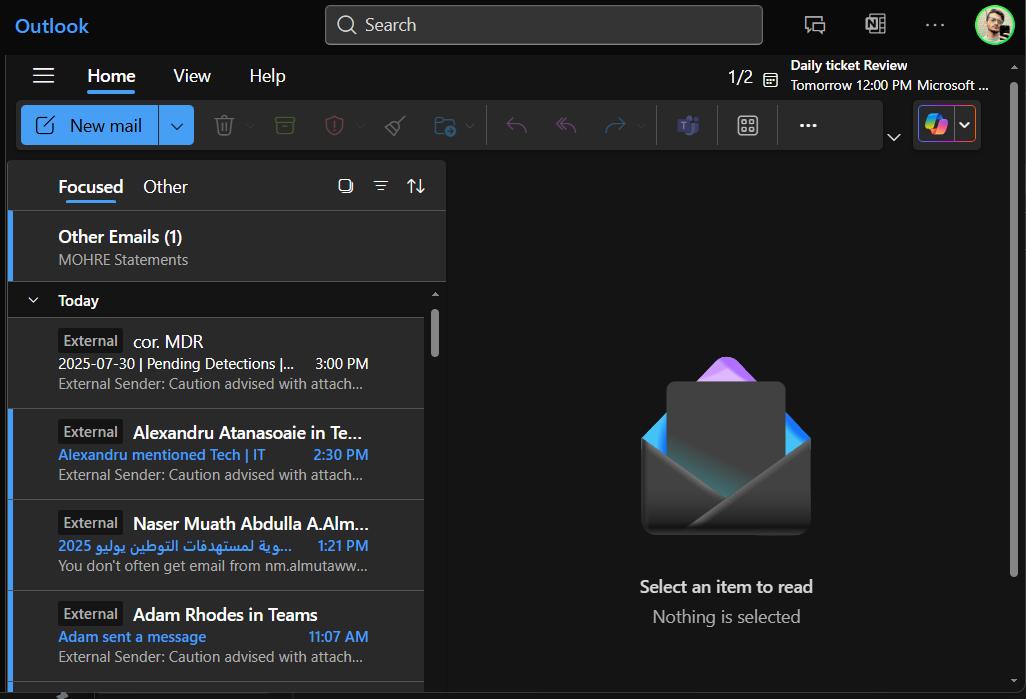 Outlook
Search
Home
View
Help
1/2
Daily ticket Review
Tomorrow 12:00 PM Microsoft ...
New mail
Focused
Other
Other Emails (1)
MOHRE Statements
Today
External cor. MDR
2025-07-30 | Pending Detections |... 3:00 PM
External Sender: Caution advised with attach...
External Alexandru Atanasoaie in Te...
Alexandru mentioned Tech | IT 2:30 PM
External Sender: Caution advised with attach...
External Naser Muath Abdulla A.Alm...
وية لمستهدفات التوطين يوليو 2025... 1:21 PM
You don't often get email from nm.almutaww...
External Adam Rhodes in Teams
Adam sent a message 11:07 AM
External Sender: Caution advised with attach...
Select an item to read
Nothing is selected